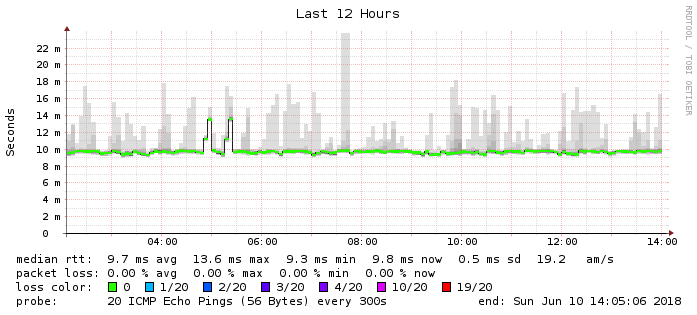 Last 12 Hours
RRDTOOL / TOBI OETIKER
Seconds
22 m
20 m
18 m
16 m
14 m
12 m
10 m
8 m
6 m
4 m
2 m
0
04:00 06:00 08:00 10:00 12:00 14:00
median rtt: 9.7 ms avg 13.6 ms max 9.3 ms min 9.8 ms now 0.5 ms sd 19.2 am/s
packet loss: 0.00 % avg 0.00 % max 0.00 % min 0.00 % now
loss color: 0 1/20 2/20 3/20 4/20 10/20 19/20
probe: 20 ICMP Echo Pings (56 Bytes) every 300s end: Sun Jun 10 14:05:06 2018